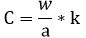 C = w/a * k